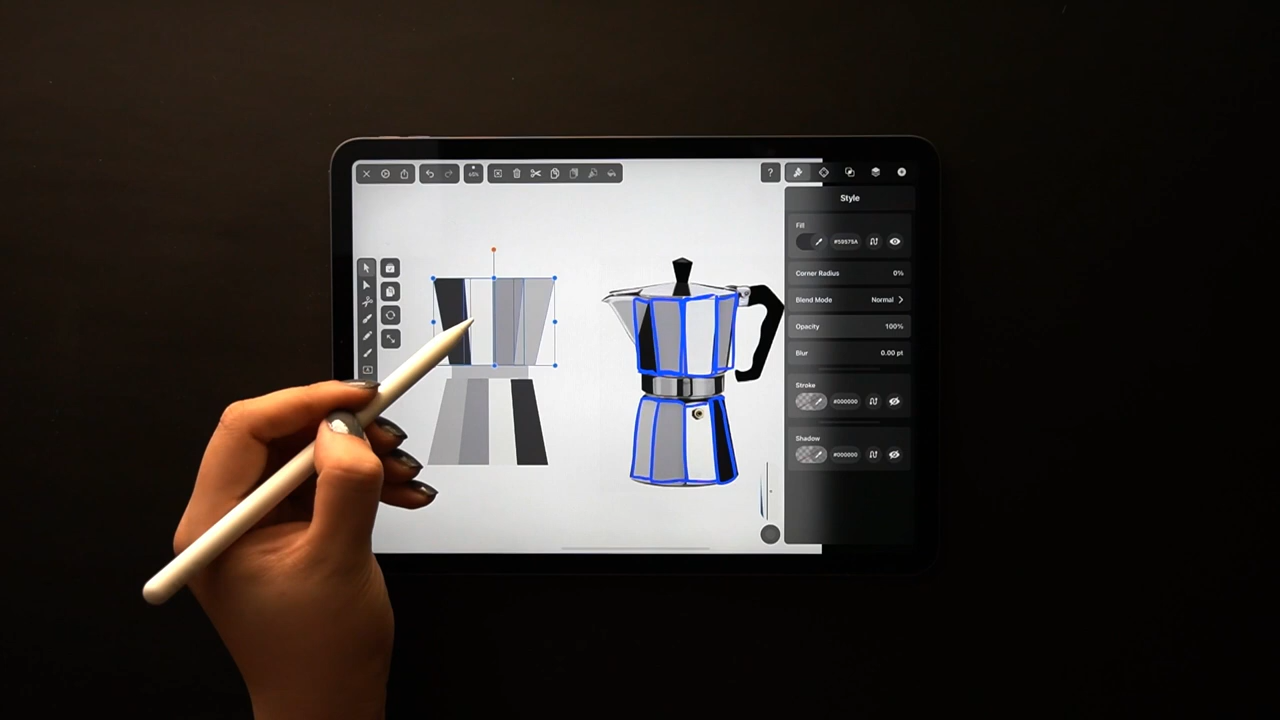 ?
Style
Fill
#59575A
Corner Radius 0%
Blend Mode Normal
Opacity 100%
Blur 0.00 pt
Stroke
#000000
Shadow
#000000